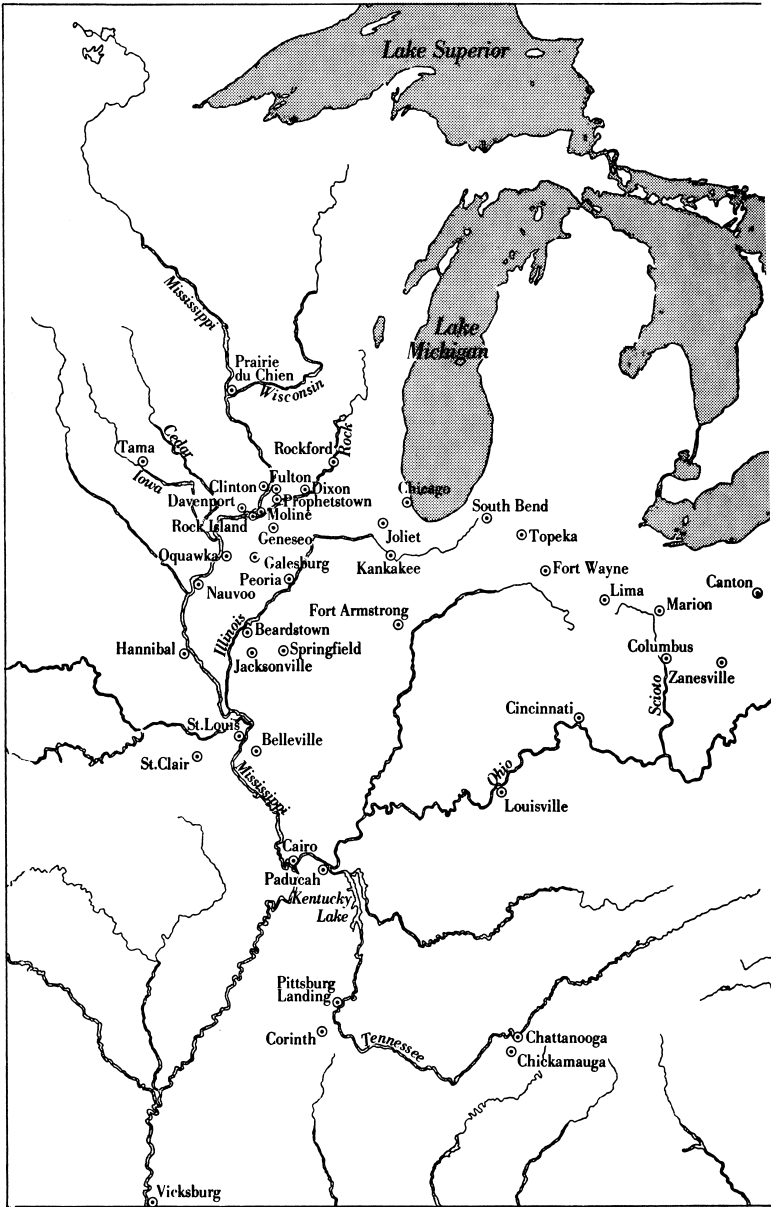 Lake Superior
Mississippi
Lake
Michigan
Prairie
du Chien
Wisconsin
Cedar
Rockford
Rock
Tama
Iowa
Clinton
Fulton
Dixon
Chicago
Davenport
Prophetstown
South Bend
Rock Island
Moline
Geneseo
Joliet
Topeka
Oquawka
Galesburg
Kankakee
Peoria
Fort Wayne
Nauvoo
Lima
Canton
Fort Armstrong
Marion
Illinois
Beardstown
Hannibal
Springfield
Jacksonville
Columbus
Zanesville
Scioto
Cincinnati
St.Louis
Belleville
St.Clair
Mississippi
Ohio
Louisville
Cairo
Paducah
Kentucky
Lake
Pittsburg
Landing
Corinth
Tennessee
Chattanooga
Chickamauga
Vicksburg